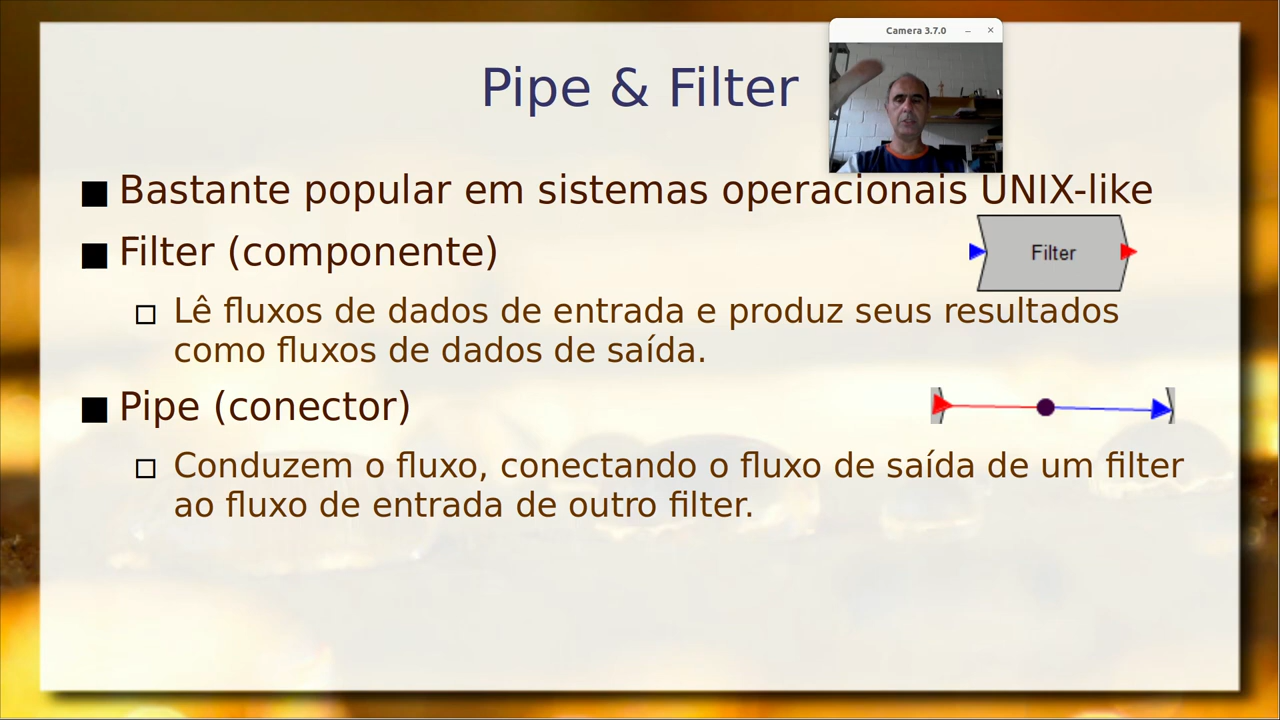 Camera 3.7.0
Pipe & Filter
Bastante popular em sistemas operacionais UNIX-like
Filter (componente)
Filter
Lê fluxos de dados de entrada e produz seus resultados
como fluxos de dados de saída.
Pipe (conector)
Conduzem o fluxo, conectando o fluxo de saída de um filter
ao fluxo de entrada de outro filter.